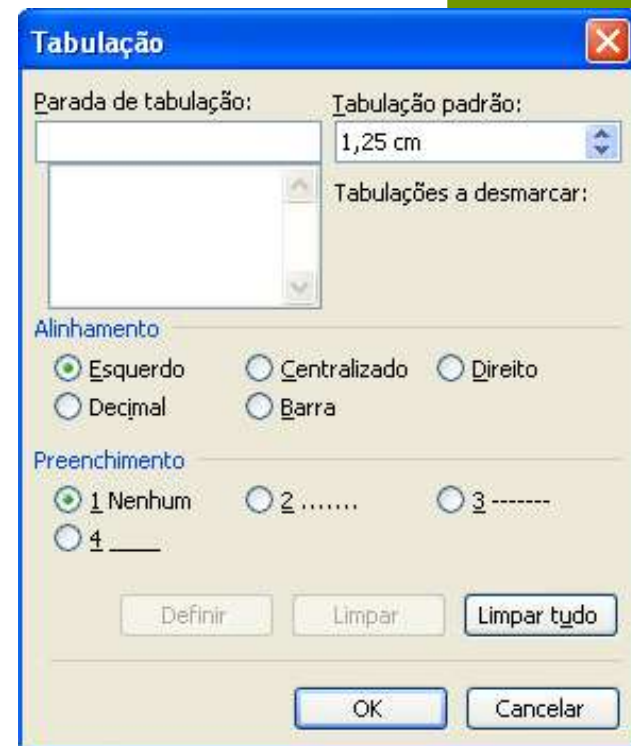 Tabulação
Parada de tabulação: Tabulação padrão:
1,25 cm
Tabulações a desmarcar:
Alinhamento
Esquerdo Centralizado Direito
Decimal Barra
Preenchimento
1 Nenhum 2 ....... 3 -------
4 ____
Definir Limpar Limpar tudo
OK Cancelar